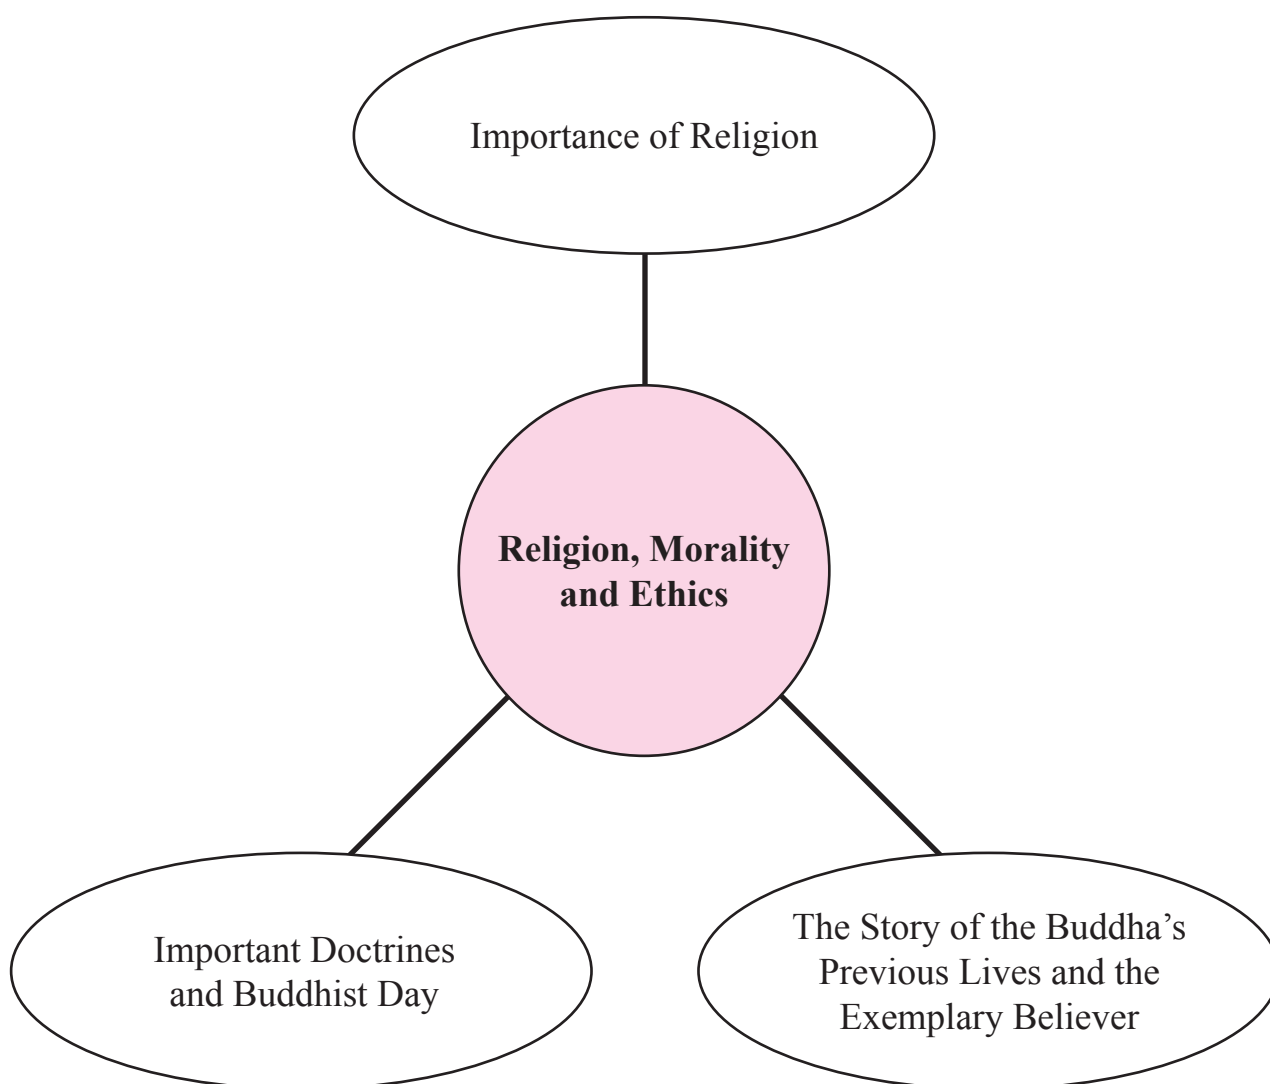 Importance of Religion
Religion, Morality
and Ethics
Important Doctrines
and Buddhist Day
The Story of the Buddha’s
Previous Lives and the
Exemplary Believer